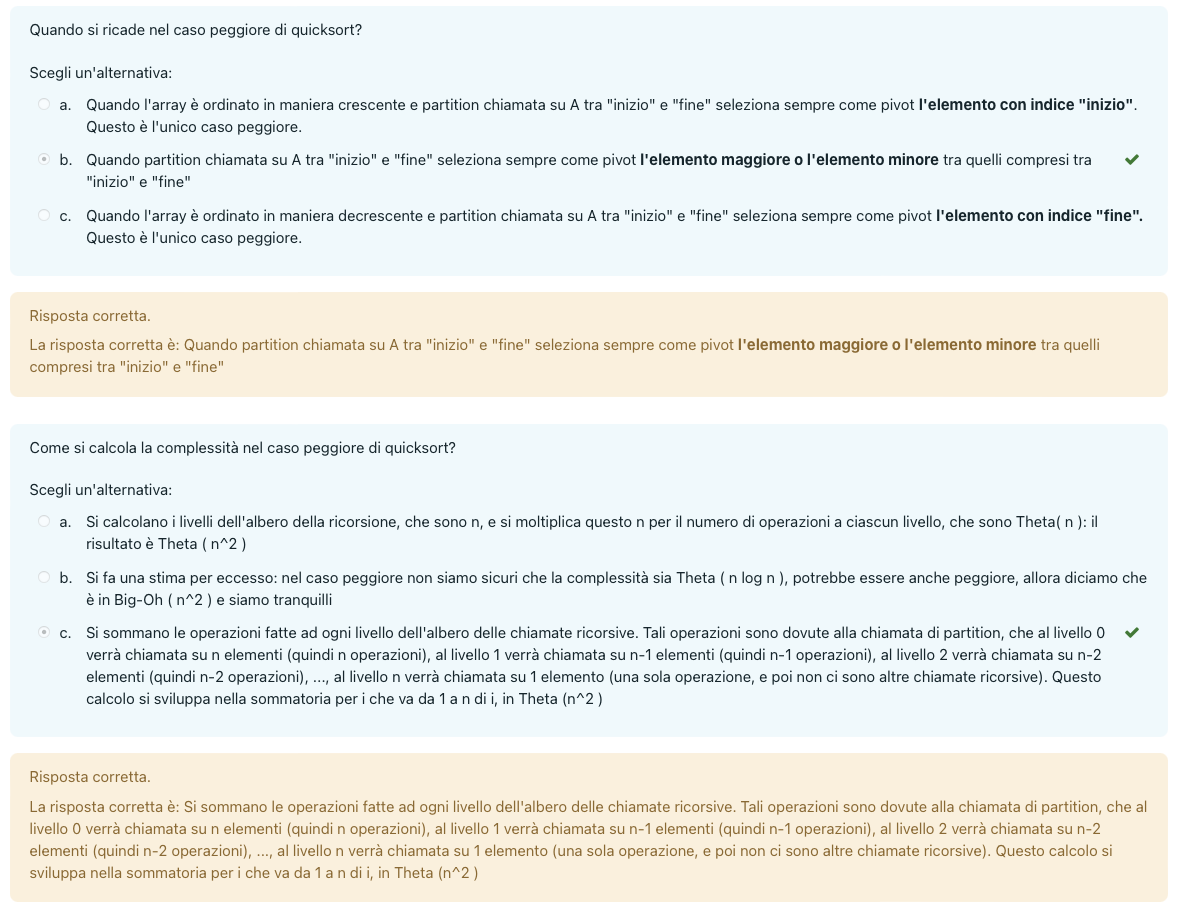 Quando si ricade nel caso peggiore di quicksort?
Scegli un'alternativa:
a. Quando l'array è ordinato in maniera crescente e partition chiamata su A tra "inizio" e "fine" seleziona sempre come pivot l'elemento con indice "inizio".
Questo è l'unico caso peggiore.
b. Quando partition chiamata su A tra "inizio" e "fine" seleziona sempre come pivot l'elemento maggiore o l'elemento minore tra quelli compresi tra
"inizio" e "fine"
c. Quando l'array è ordinato in maniera decrescente e partition chiamata su A tra "inizio" e "fine" seleziona sempre come pivot l'elemento con indice "fine".
Questo è l'unico caso peggiore.
Risposta corretta.
La risposta corretta è: Quando partition chiamata su A tra "inizio" e "fine" seleziona sempre come pivot l'elemento maggiore o l'elemento minore tra quelli
compresi tra "inizio" e "fine"
Come si calcola la complessità nel caso peggiore di quicksort?
Scegli un'alternativa:
a. Si calcolano i livelli dell'albero della ricorsione, che sono n, e si moltiplica questo n per il numero di operazioni a ciascun livello, che sono Theta( n ): il
risultato è Theta ( n^2 )
b. Si fa una stima per eccesso: nel caso peggiore non siamo sicuri che la complessità sia Theta ( n log n ), potrebbe essere anche peggiore, allora diciamo che
è in Big-Oh ( n^2 ) e siamo tranquilli
c. Si sommano le operazioni fatte ad ogni livello dell'albero delle chiamate ricorsive. Tali operazioni sono dovute alla chiamata di partition, che al livello 0
verrà chiamata su n elementi (quindi n operazioni), al livello 1 verrà chiamata su n-1 elementi (quindi n-1 operazioni), al livello 2 verrà chiamata su n-2
elementi (quindi n-2 operazioni), ..., al livello n verrà chiamata su 1 elemento (una sola operazione, e poi non ci sono altre chiamate ricorsive). Questo
calcolo si sviluppa nella sommatoria per i che va da 1 a n di i, in Theta (n^2 )
Risposta corretta.
La risposta corretta è: Si sommano le operazioni fatte ad ogni livello dell'albero delle chiamate ricorsive. Tali operazioni sono dovute alla chiamata di partition, che al
livello 0 verrà chiamata su n elementi (quindi n operazioni), al livello 1 verrà chiamata su n-1 elementi (quindi n-1 operazioni), al livello 2 verrà chiamata su n-2
elementi (quindi n-2 operazioni), ..., al livello n verrà chiamata su 1 elemento (una sola operazione, e poi non ci sono altre chiamate ricorsive). Questo calcolo si
sviluppa nella sommatoria per i che va da 1 a n di i, in Theta (n^2 )